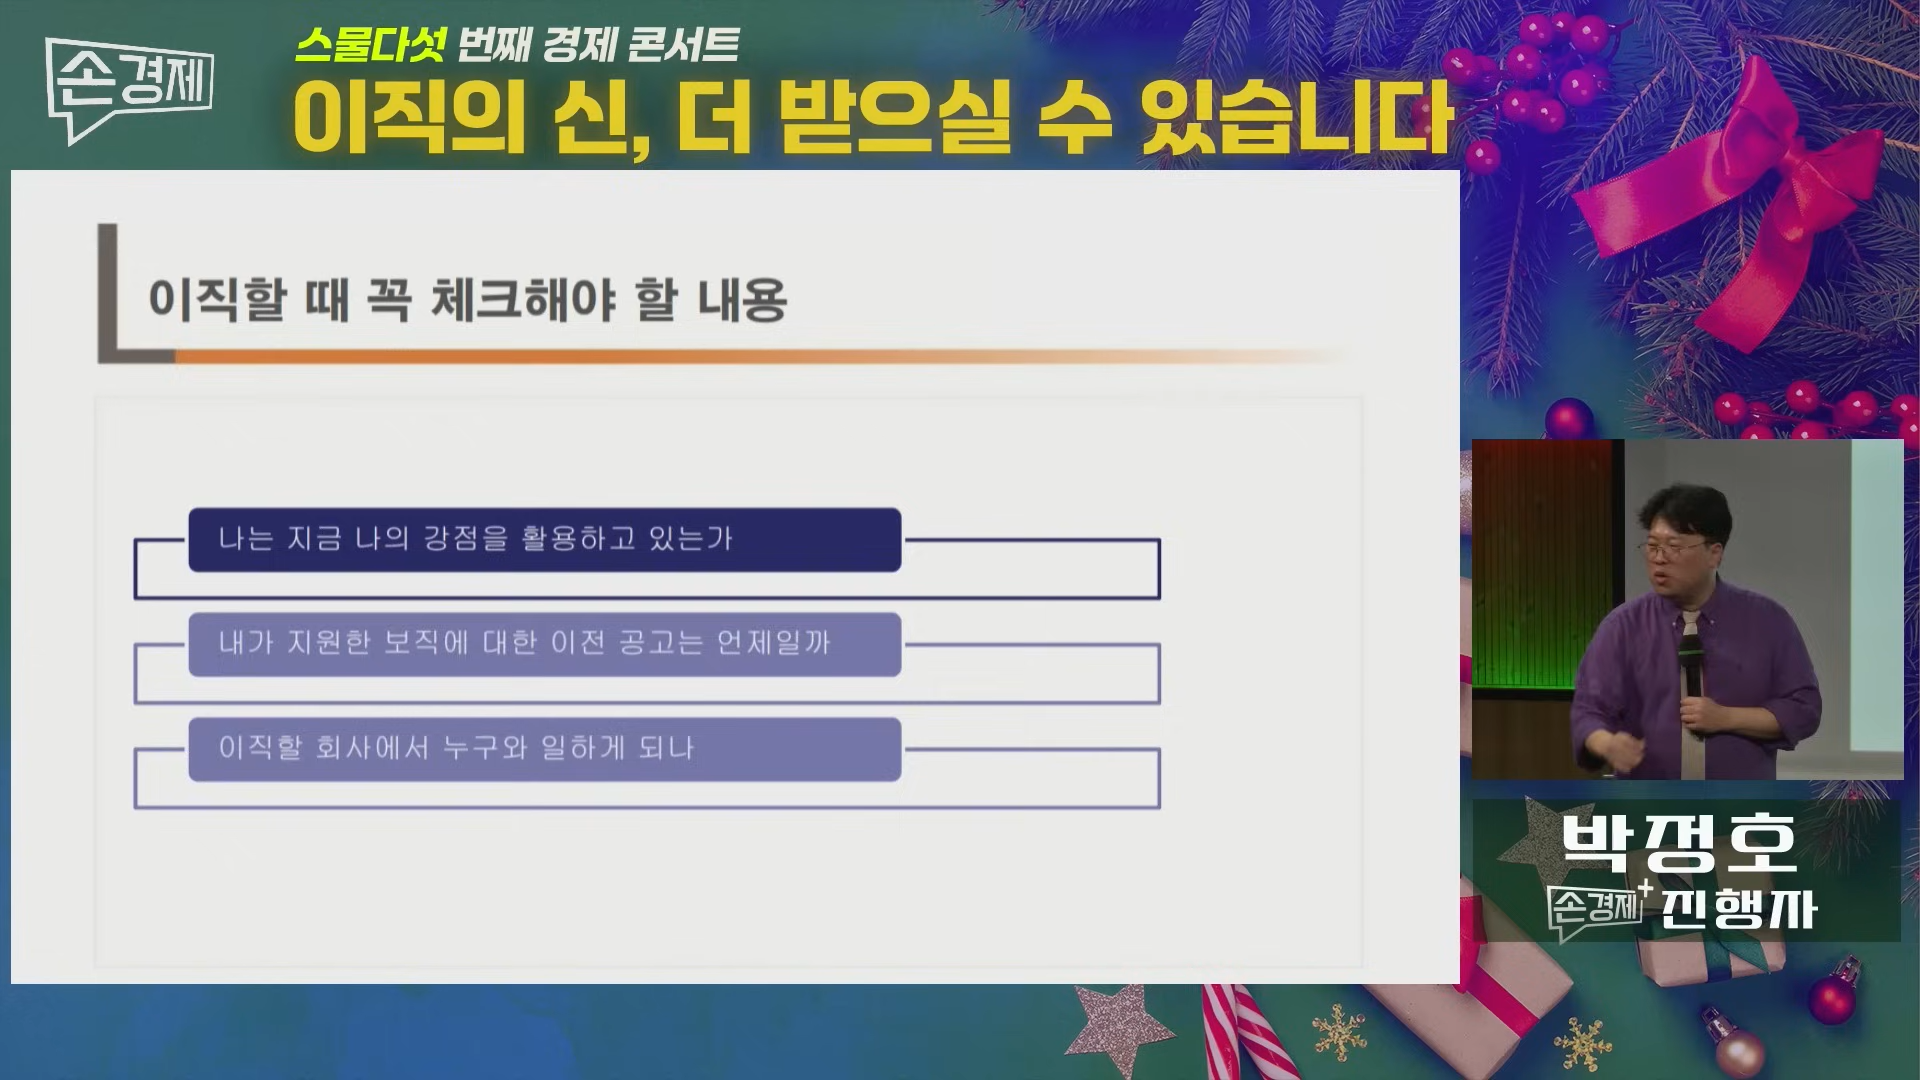 손경제
스물다섯 번째 경제 콘서트
이직의 신, 더 받으실 수 있습니다
이직할 때 꼭 체크해야 할 내용
나는 지금 나의 강점을 활용하고 있는가
내가 지원한 보직에 대한 이전 공고는 언제일까
이직할 회사에서 누구와 일하게 되나
박정호
손경제+ 진행자